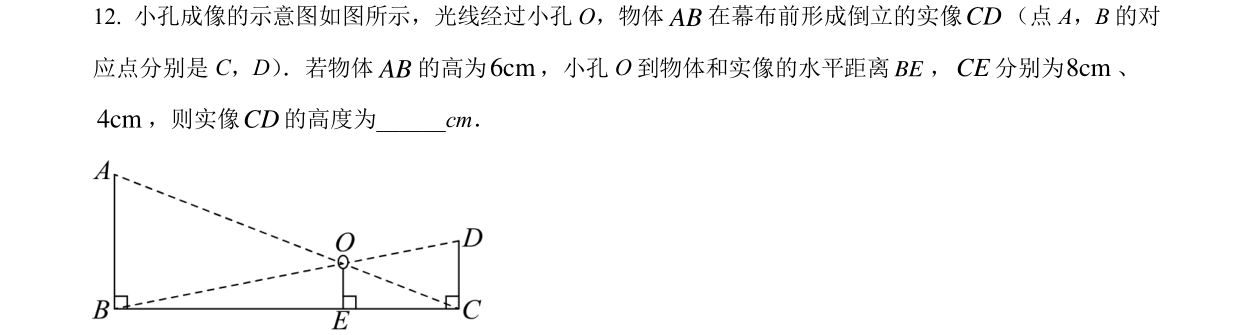 12. 小孔成像的示意图如图所示，光线经过小孔 O，物体 AB 在幕布前形成倒立的实像 CD（点 A，B 的对
应点分别是 C，D）．若物体 AB 的高为 6cm，小孔 O 到物体和实像的水平距离 BE，CE 分别为 8cm、
4cm，则实像 CD 的高度为______cm．
A
O
D
B
E
C